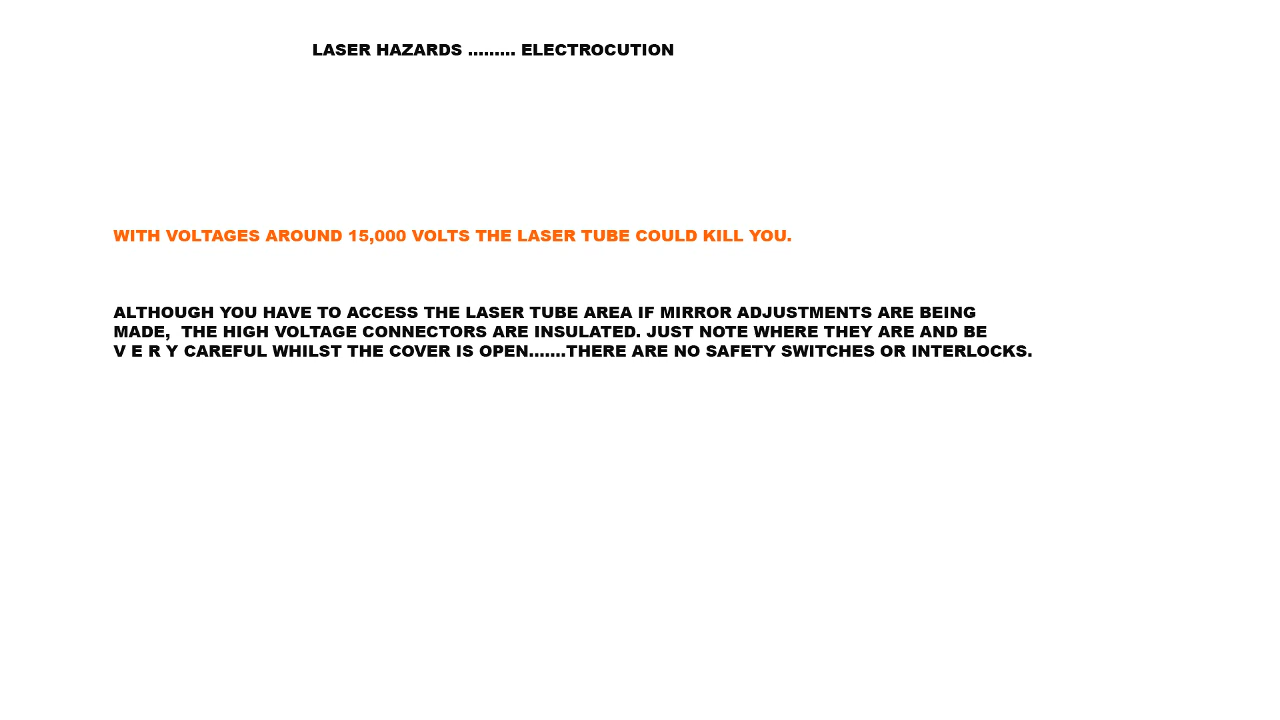 LASER HAZARDS ......... ELECTROCUTION
WITH VOLTAGES AROUND 15,000 VOLTS THE LASER TUBE COULD KILL YOU.
ALTHOUGH YOU HAVE TO ACCESS THE LASER TUBE AREA IF MIRROR ADJUSTMENTS ARE BEING
MADE,  THE HIGH VOLTAGE CONNECTORS ARE INSULATED. JUST NOTE WHERE THEY ARE AND BE
V E R Y CAREFUL WHILST THE COVER IS OPEN.......THERE ARE NO SAFETY SWITCHES OR INTERLOCKS.